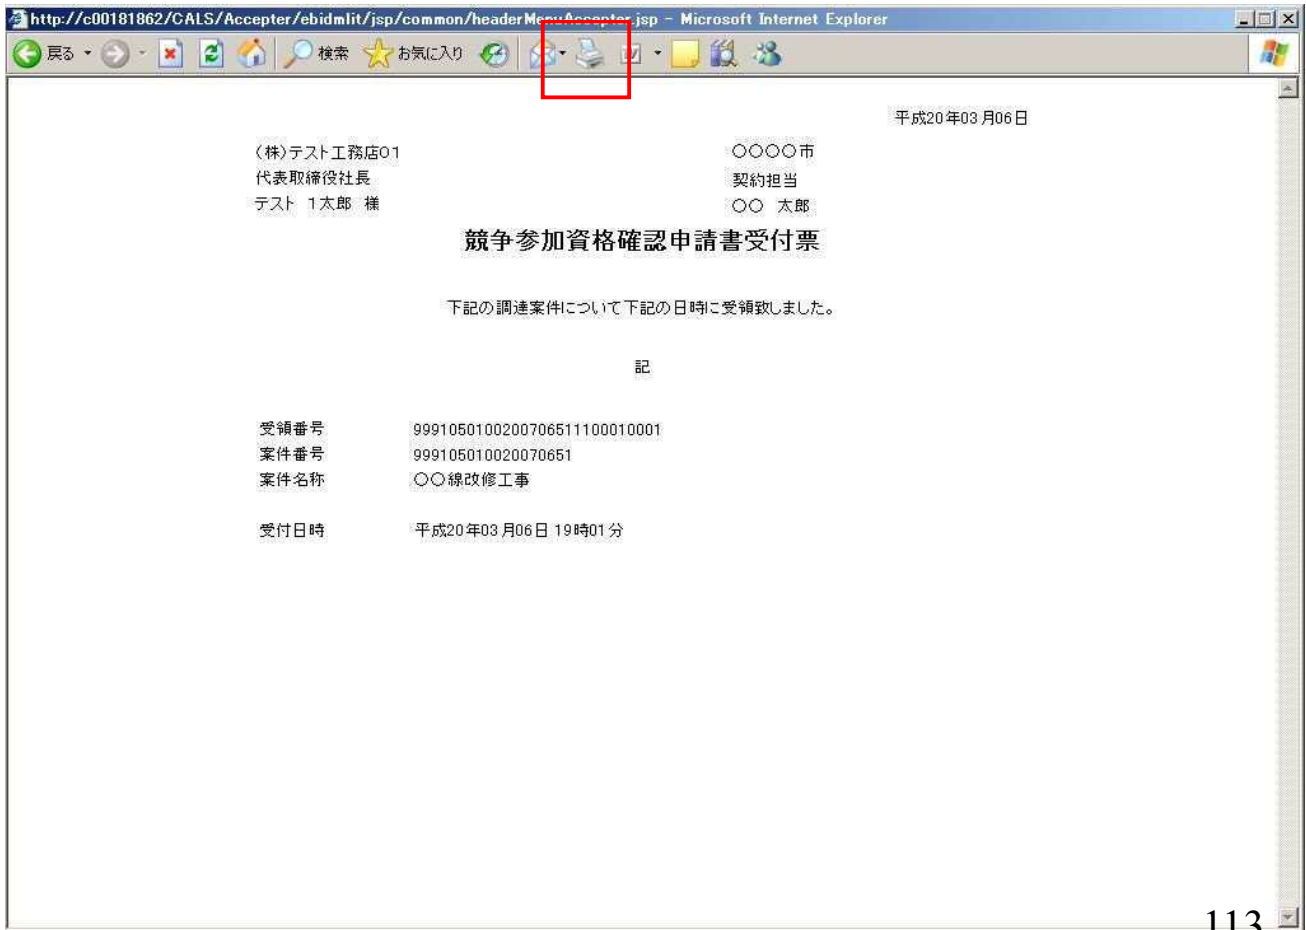 http://c00181862/CALS/Accepter/ebidmlit/jsp/common/headerMenuAccepter.jsp - Microsoft Internet Explorer
戻る 検索 お気に入り
平成20年03月06日
(株)テスト工務店01 〇〇〇〇市
代表取締役社長 契約担当
テスト 1太郎 様 〇〇 太郎
競争参加資格確認申請書受付票
下記の調達案件について下記の日時に受領致しました。
記
受領番号 9991050100200706511100010001
案件番号 999105010020070651
案件名称 〇〇線改修工事
受付日時 平成20年03月06日 19時01分
113